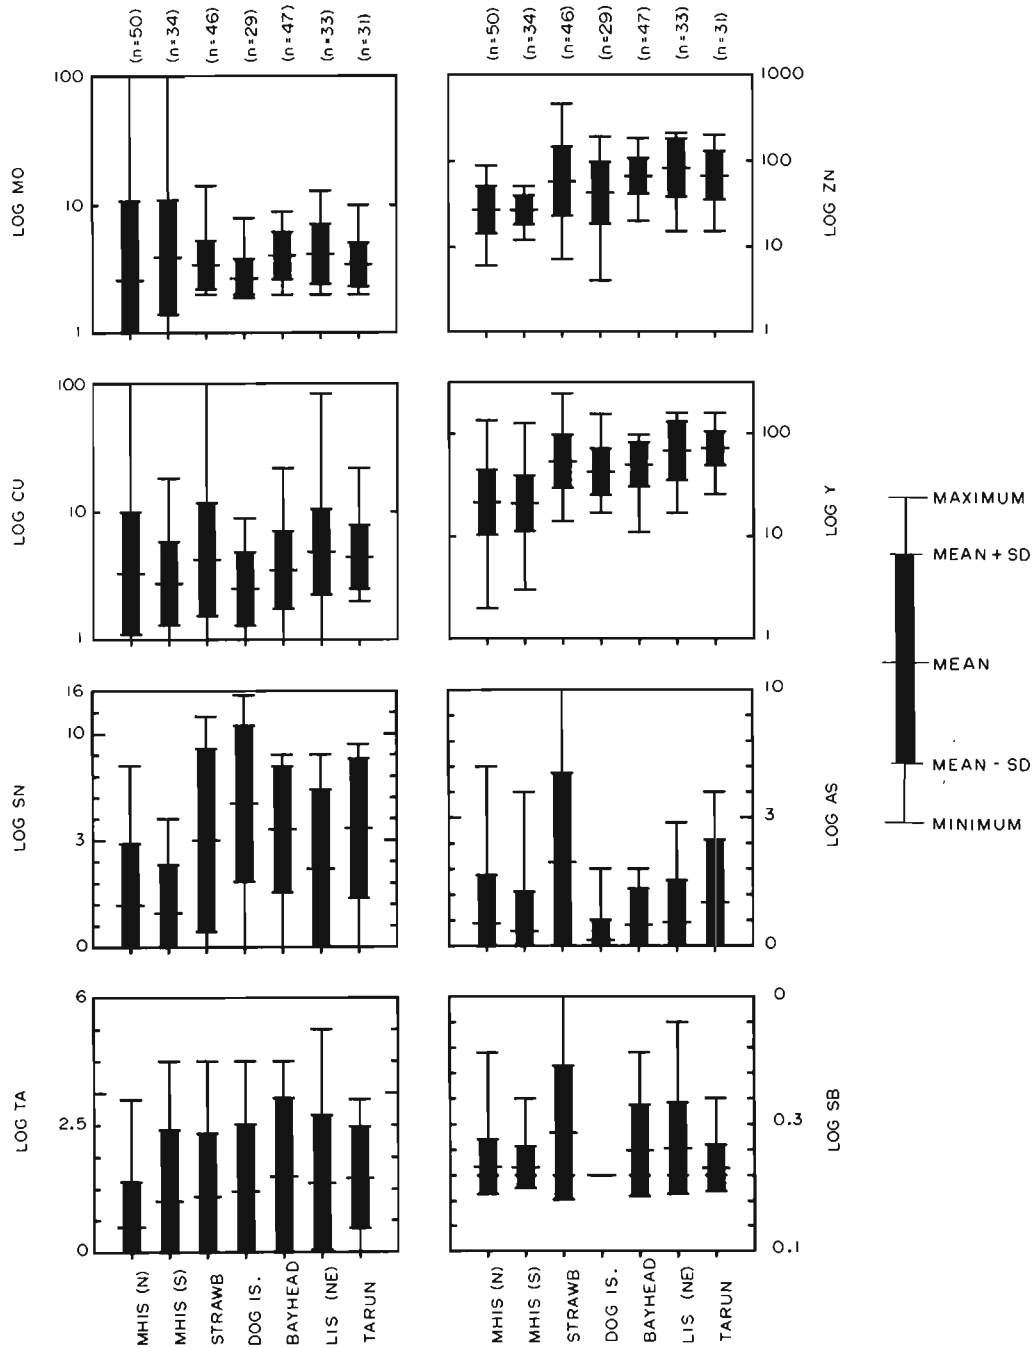 (n=50) (n=34) (n=46) (n=29) (n=47) (n=33) (n=31)
(n=50) (n=34) (n=46) (n=29) (n=47) (n=33) (n=31)
100
10
1
LOG MO
1000
100
10
1
LOG ZN
100
10
1
LOG CU
100
10
1
LOG Y
16
10
3
0
LOG SN
10
3
0
LOG AS
6
2.5
0
LOG TA
0
0.3
0.1
LOG SB
MAXIMUM
MEAN + SD
MEAN
MEAN - SD
MINIMUM
MHIS (N)
MHIS (S)
STRAWB
DOG IS.
BAYHEAD
LIS (NE)
TARUN
MHIS (N)
MHIS (S)
STRAWB
DOG IS.
BAYHEAD
LIS (NE)
TARUN